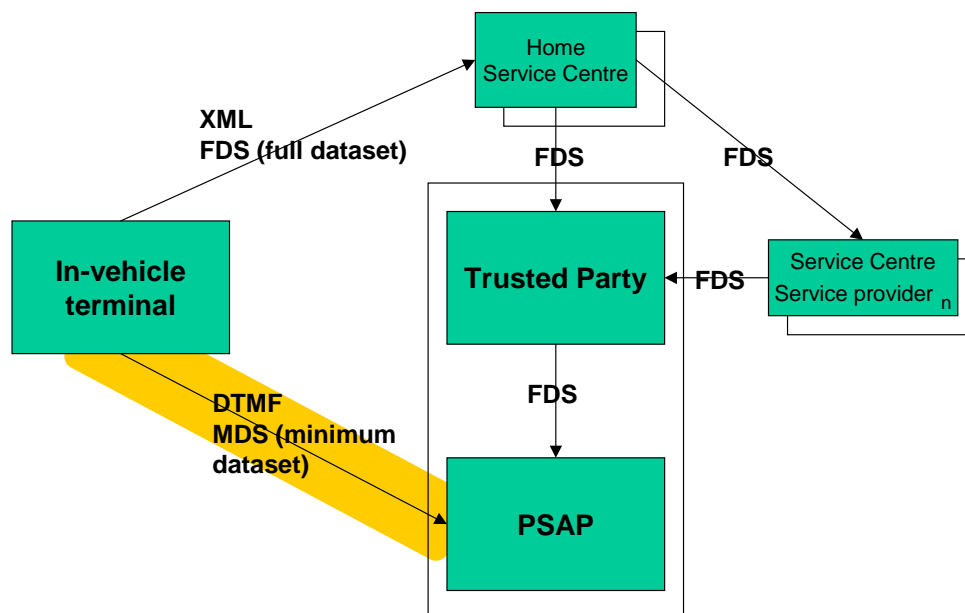 Home
Service Centre
XML
FDS (full dataset)
FDS
FDS
In-vehicle
terminal
Trusted Party
FDS
Service Centre
Service provider n
FDS
DTMF
MDS (minimum
dataset)
PSAP